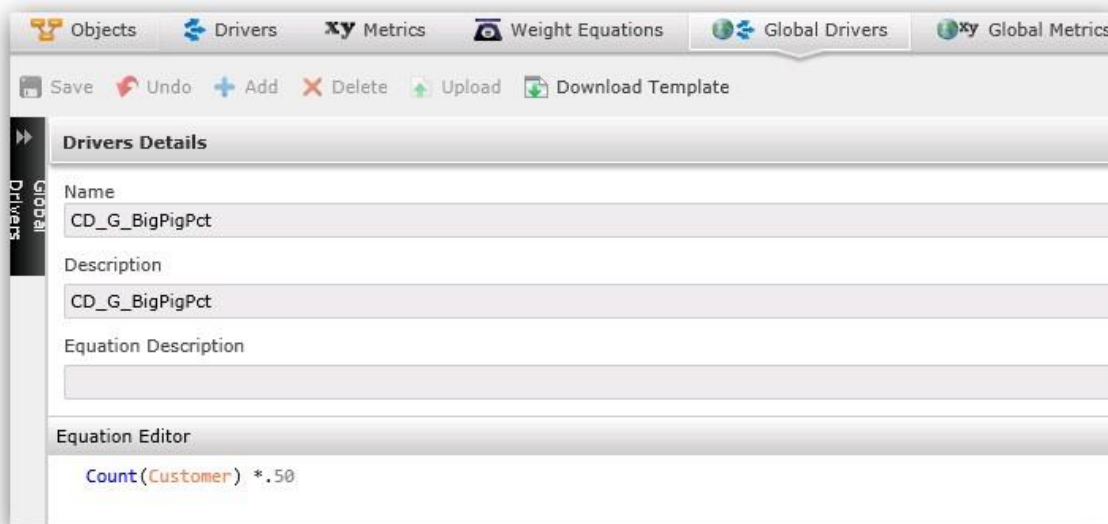 Objects Drivers xy Metrics Weight Equations Global Drivers xy Global Metrics
Save Undo Add Delete Upload Download Template
Drivers Details
Global
Drivers
Name
CD_G_BigPigPct
Description
CD_G_BigPigPct
Equation Description
Equation Editor
Count(Customer) *.50